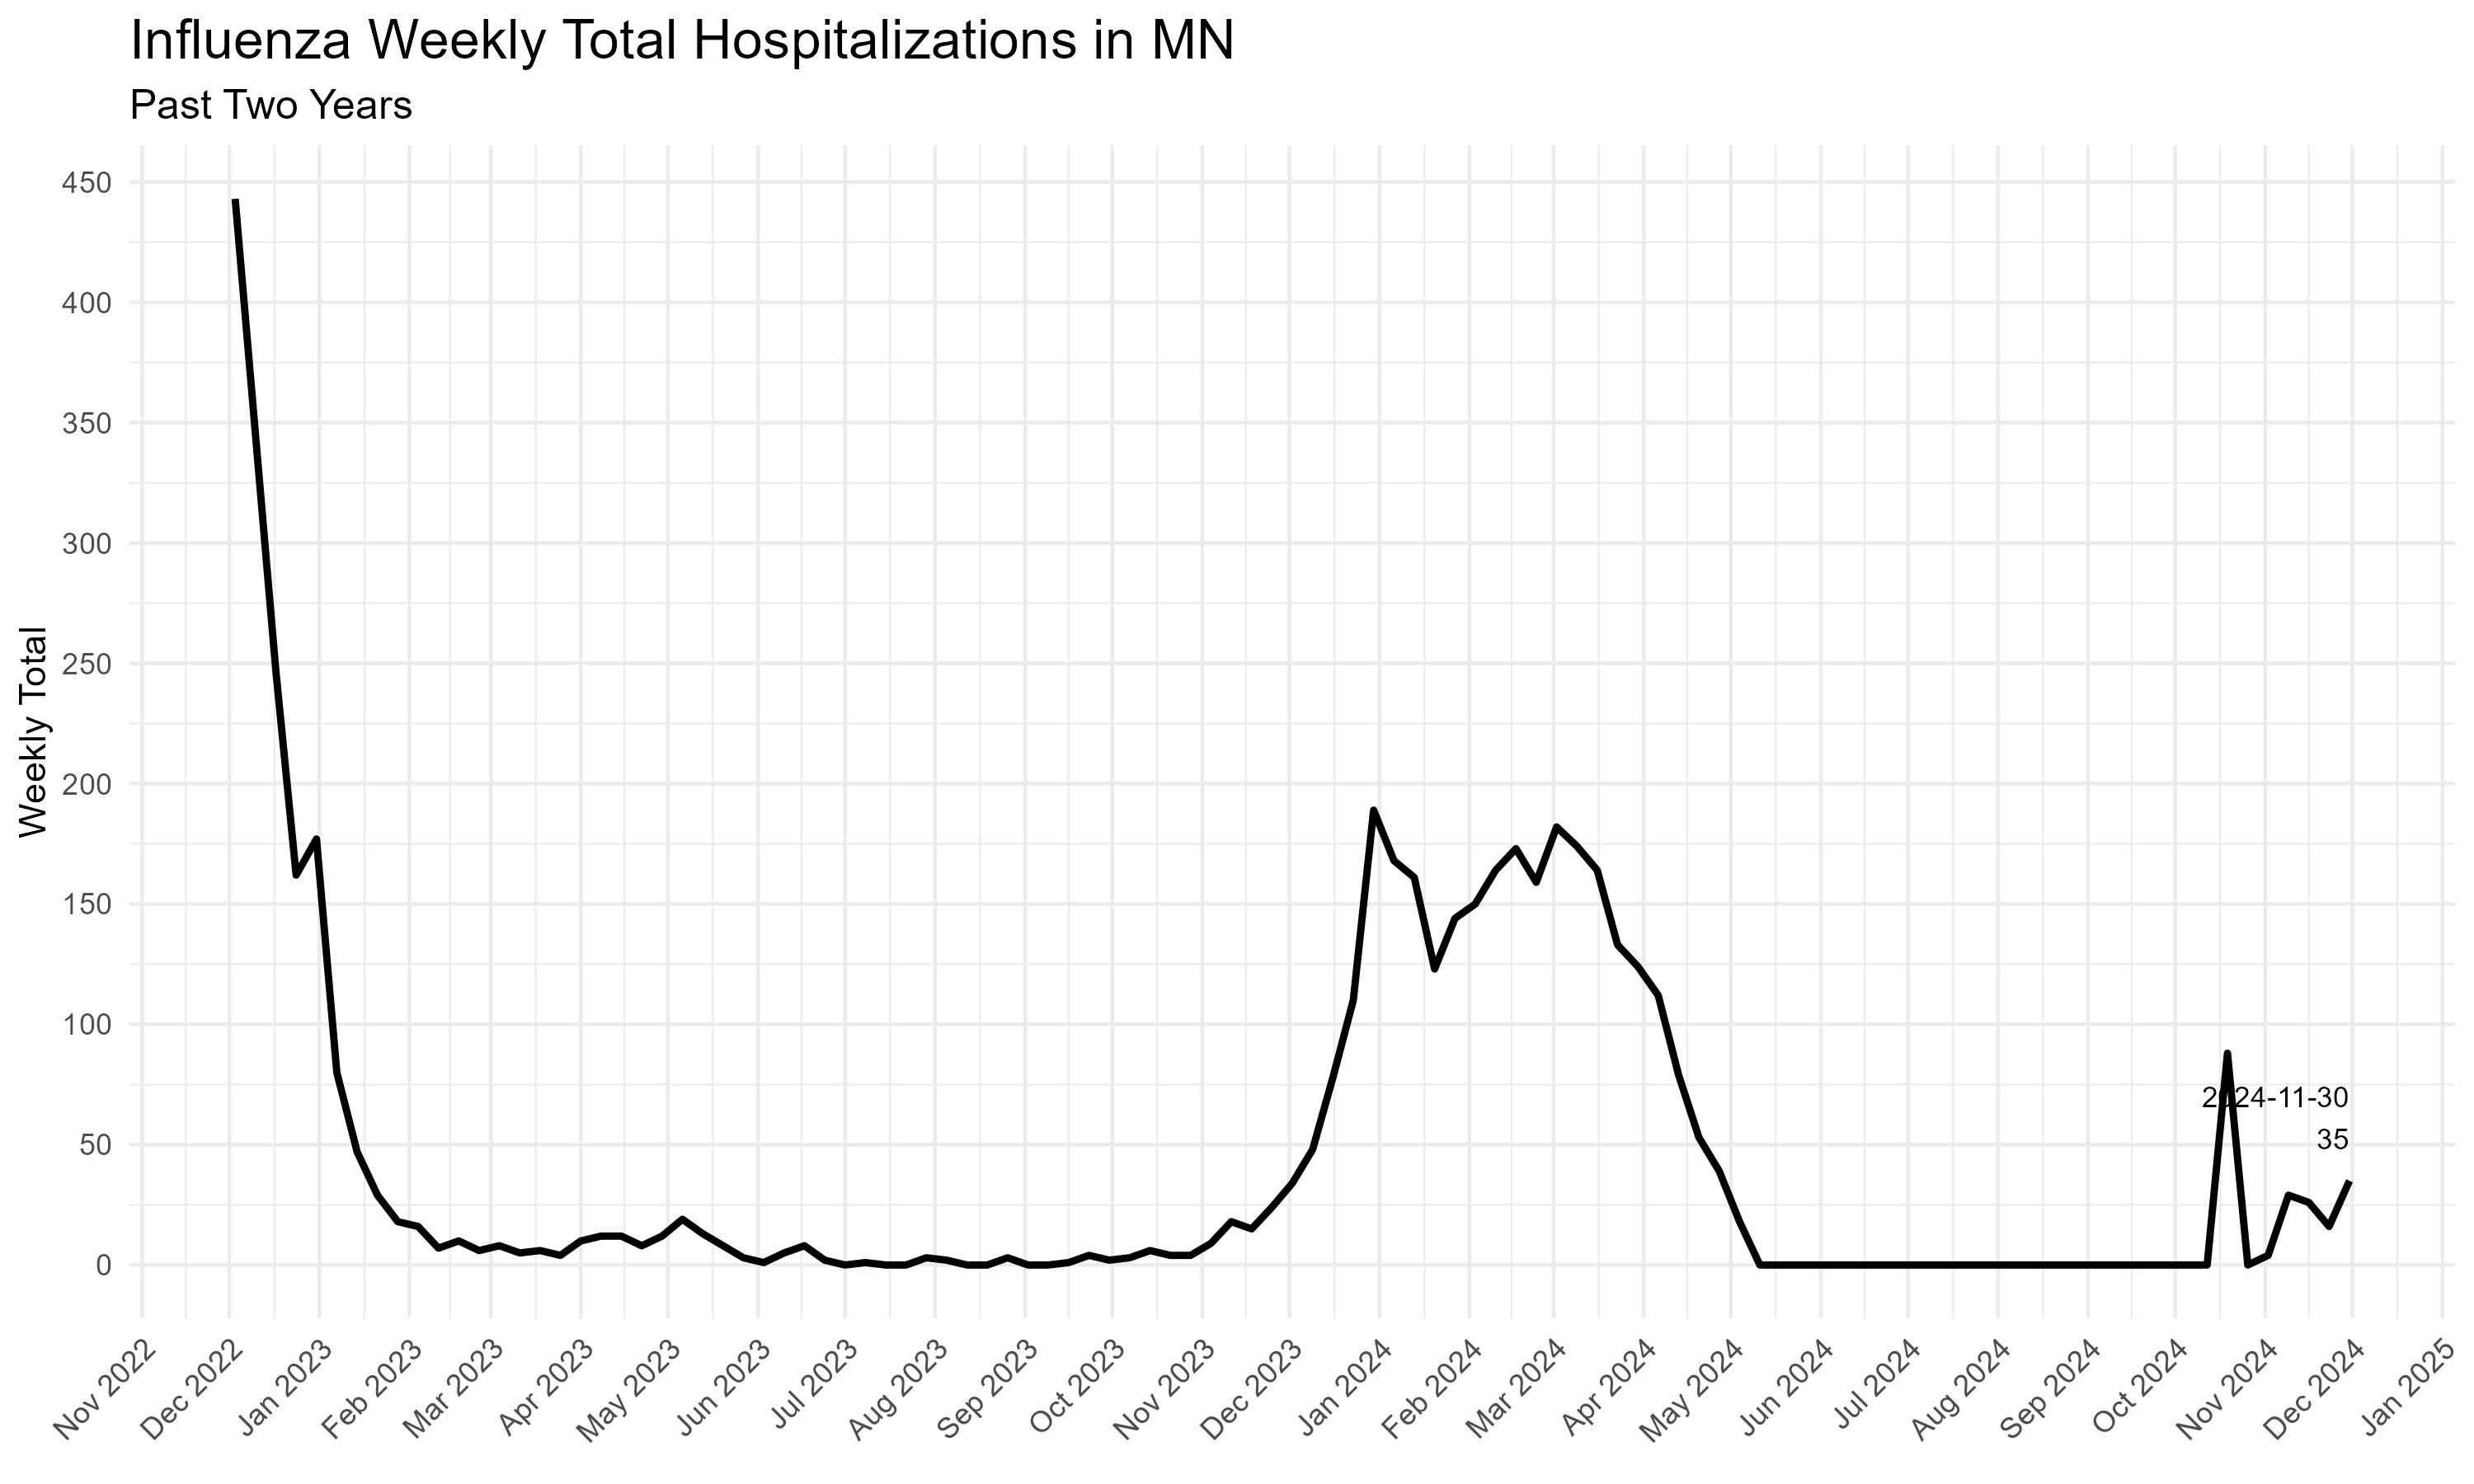 Influenza Weekly Total Hospitalizations in MN
Past Two Years
Weekly Total
450
400
350
300
250
200
150
100
50
0
2024-11-30
35
Nov 2022
Dec 2022
Jan 2023
Feb 2023
Mar 2023
Apr 2023
May 2023
Jun 2023
Jul 2023
Aug 2023
Sep 2023
Oct 2023
Nov 2023
Dec 2023
Jan 2024
Feb 2024
Mar 2024
Apr 2024
May 2024
Jun 2024
Jul 2024
Aug 2024
Sep 2024
Oct 2024
Nov 2024
Dec 2024
Jan 2025